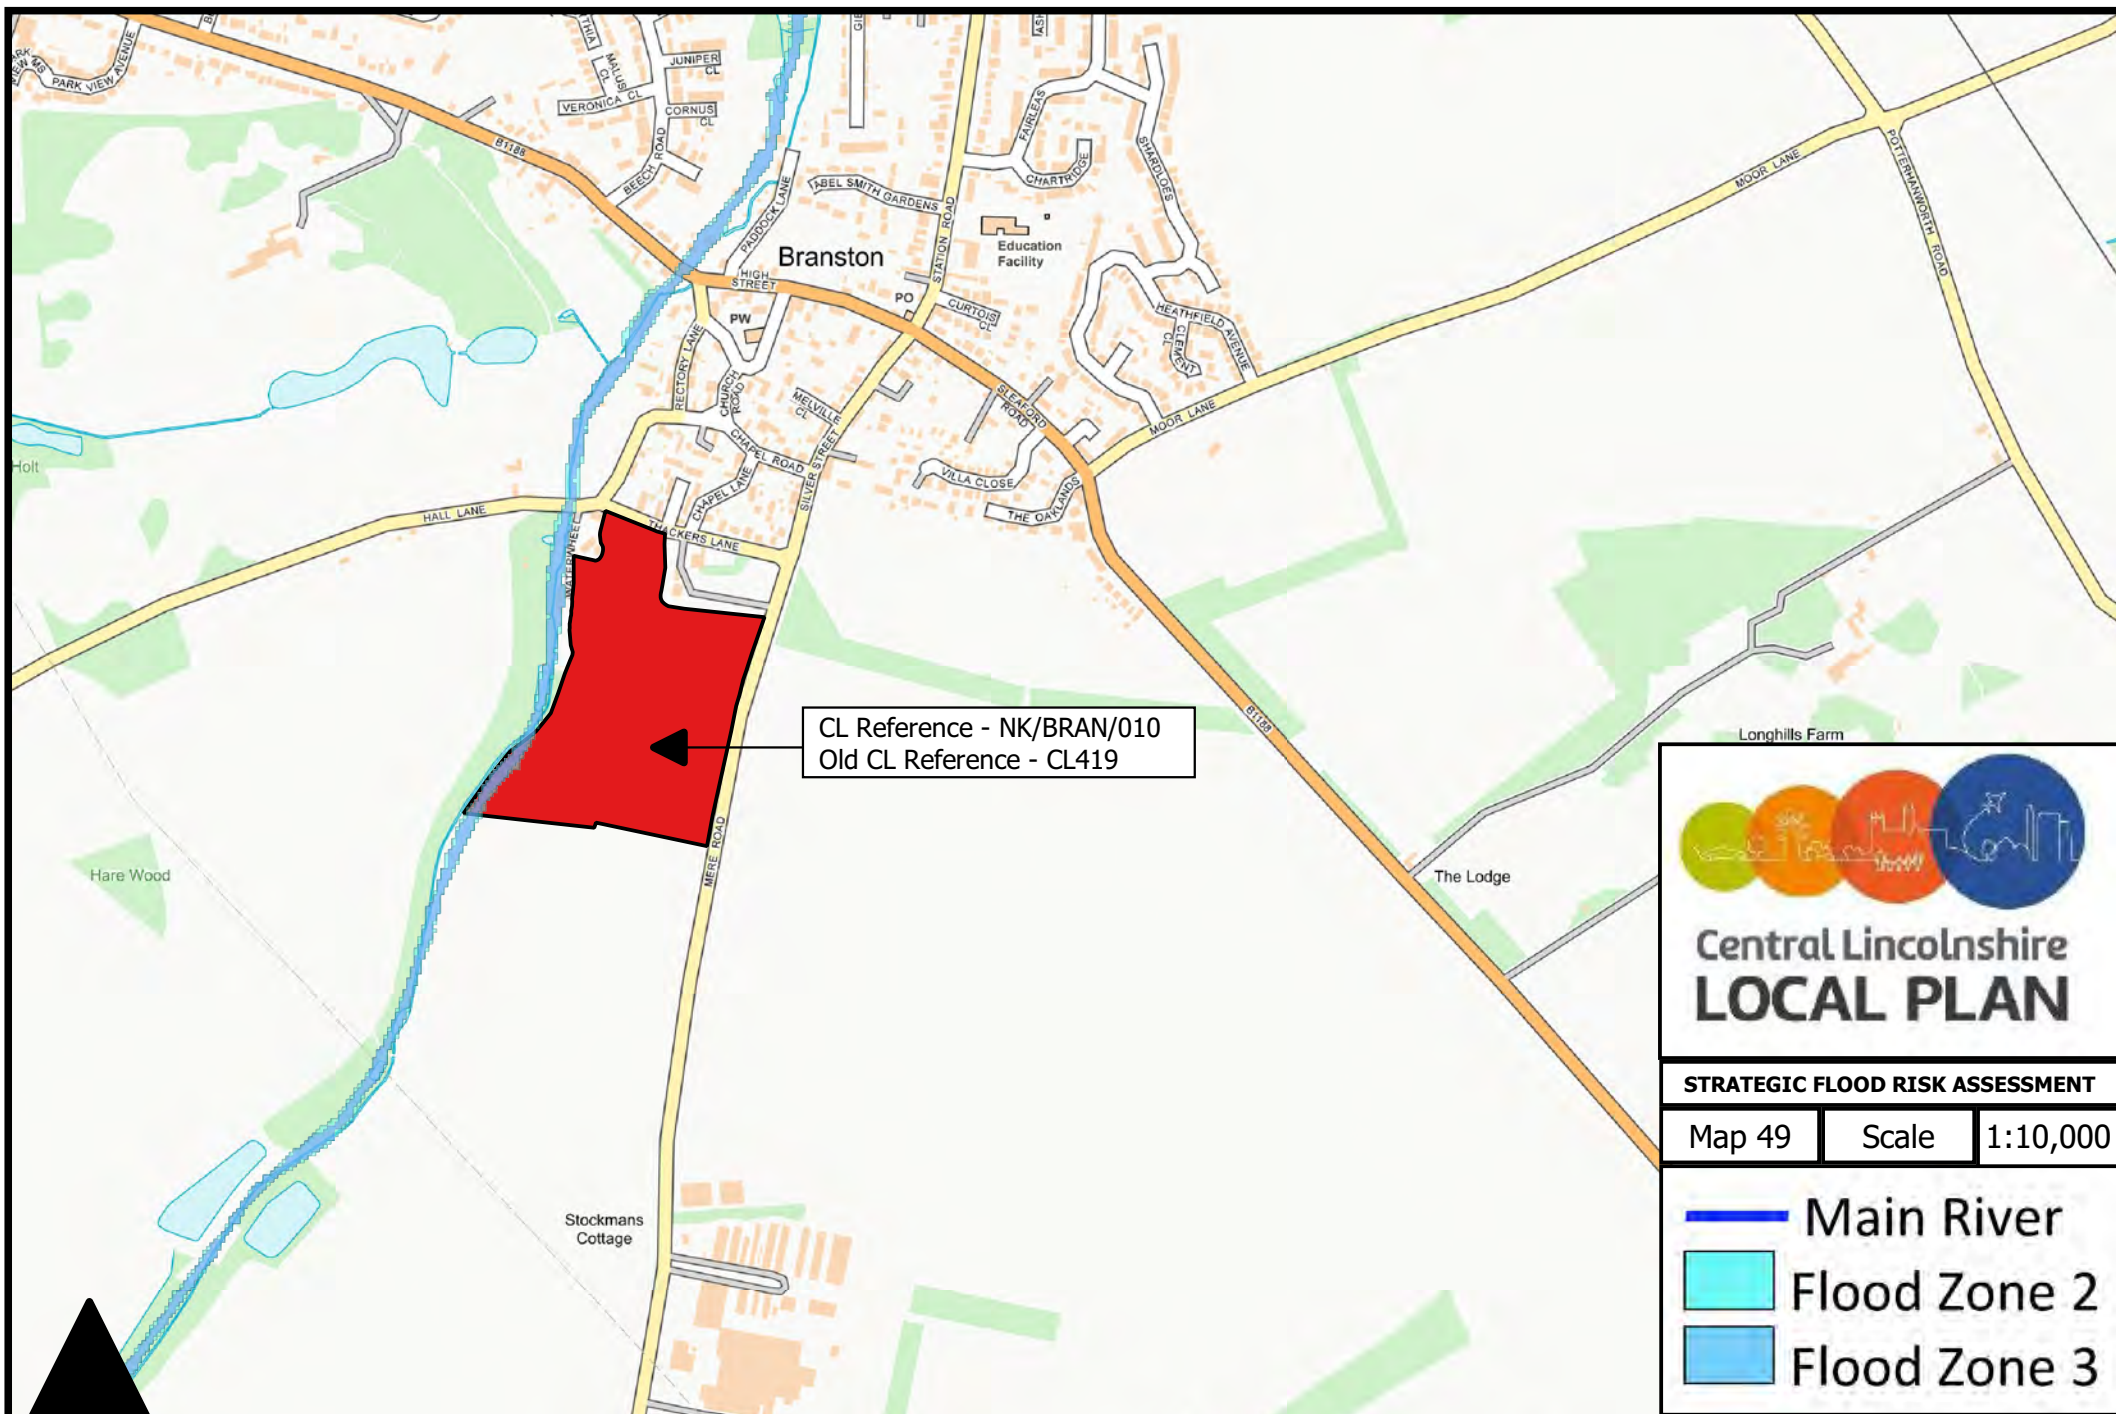 PARK VIEW AVENUE
B1188
VERONICA CL
MALUS
CL
JUNIPER
CL
CORNUS
CL
BEECH ROAD
PADDOCK LANE
ABEL SMITH GARDENS
STATION ROAD
FAIRLEAS
CHARTRIDGE
SHARDLOES
Education
Facility
Branston
HIGH
STREET
PO
PW
CURTOIS
CL
HEATHFIELD AVENUE
CLEMENT
CL
MOOR LANE
POTTERHANWORTH ROAD
RECTORY LANE
CHURCH
ROAD
MELVILLE
CL
CHAPEL ROAD
SILVER STREET
CHAPEL LANE
SLEAFORD
ROAD
VILLA CLOSE
THE OAKLANDS
MOOR LANE
Holt
HALL LANE
THACKERS LANE
WATERWHEE
CL Reference - NK/BRAN/010
Old CL Reference - CL419
B1188
Longhills Farm
MERE ROAD
Hare Wood
The Lodge
Stockmans
Cottage
Central Lincolnshire
LOCAL PLAN
STRATEGIC FLOOD RISK ASSESSMENT
Map 49 Scale 1:10,000
Main River
Flood Zone 2
Flood Zone 3